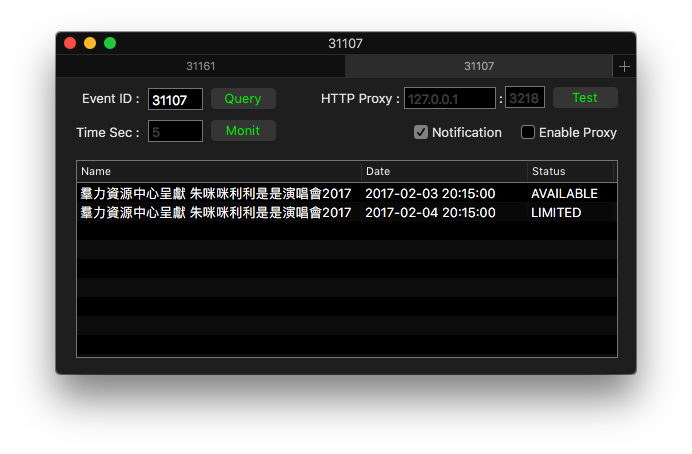 31107
31161 31107 +
Event ID : 31107 Query HTTP Proxy : 127.0.0.1 : 3218 Test
Time Sec : 5 Monit Notification Enable Proxy
Name Date Status
羣力資源中心呈獻 朱咪咪利利是是演唱會2017 2017-02-03 20:15:00 AVAILABLE
羣力資源中心呈獻 朱咪咪利利是是演唱會2017 2017-02-04 20:15:00 LIMITED